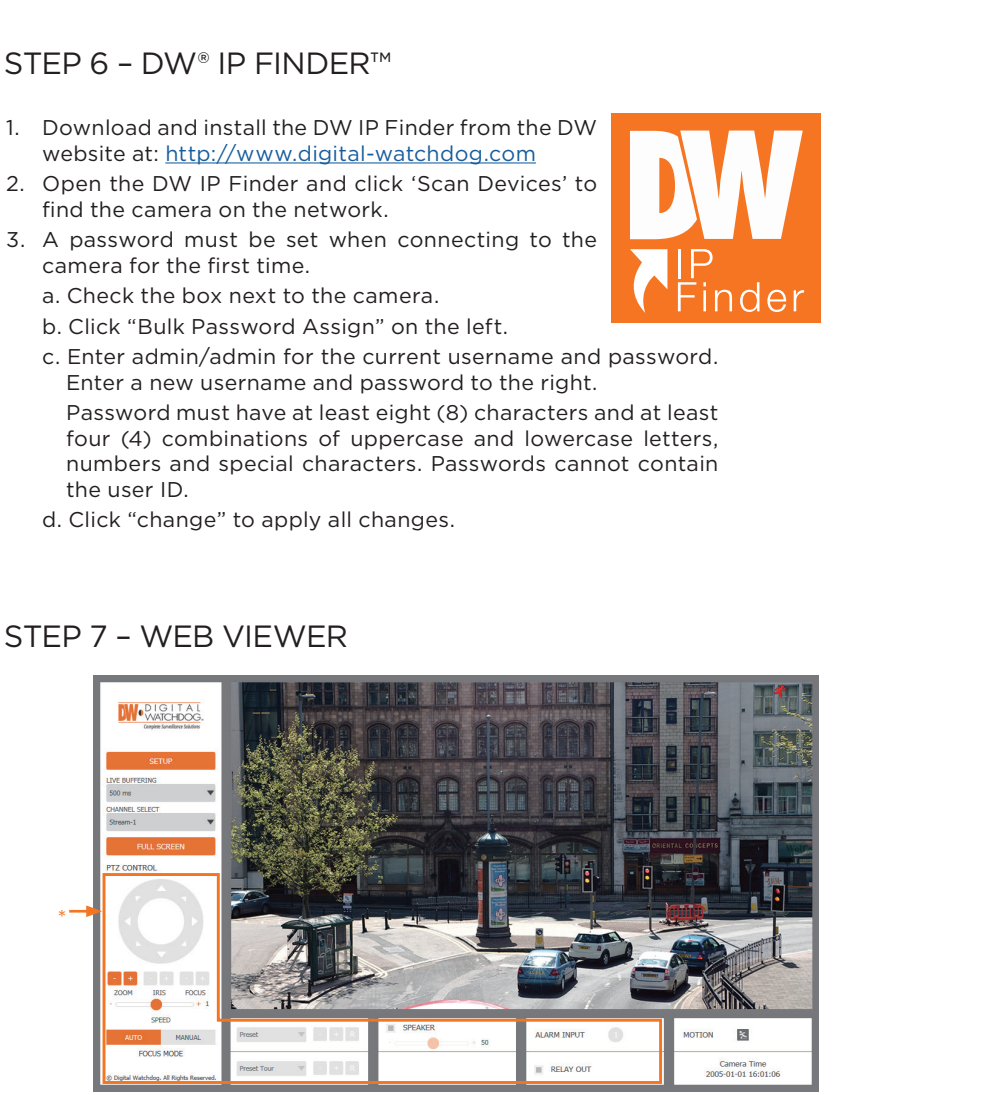 STEP 6 – DW® IP FINDER™
1. Download and install the DW IP Finder from the DW
website at: http://www.digital-watchdog.com
2. Open the DW IP Finder and click ‘Scan Devices’ to
find the camera on the network.
3. A password must be set when connecting to the
camera for the first time.
a. Check the box next to the camera.
b. Click “Bulk Password Assign” on the left.
c. Enter admin/admin for the current username and password.
Enter a new username and password to the right.
Password must have at least eight (8) characters and at least
four (4) combinations of uppercase and lowercase letters,
numbers and special characters. Passwords cannot contain
the user ID.
d. Click “change” to apply all changes.
DW
IP
Finder
STEP 7 – WEB VIEWER
DW DIGITAL
WATCHDOG.
Complete Surveillance Solutions
SETUP
LIVE BUFFERING
500 ms
CHANNEL SELECT
Stream-1
FULL SCREEN
PTZ CONTROL
*
- + - + - +
ZOOM IRIS FOCUS
- + 1
SPEED
AUTO MANUAL
FOCUS MODE
© Digital Watchdog. All Rights Reserved.
ORIENTAL CONCEPTS
Preset
Preset Tour
SPEAKER
- + 50
ALARM INPUT 1
RELAY OUT
MOTION
Camera Time
2005-01-01 16:01:06